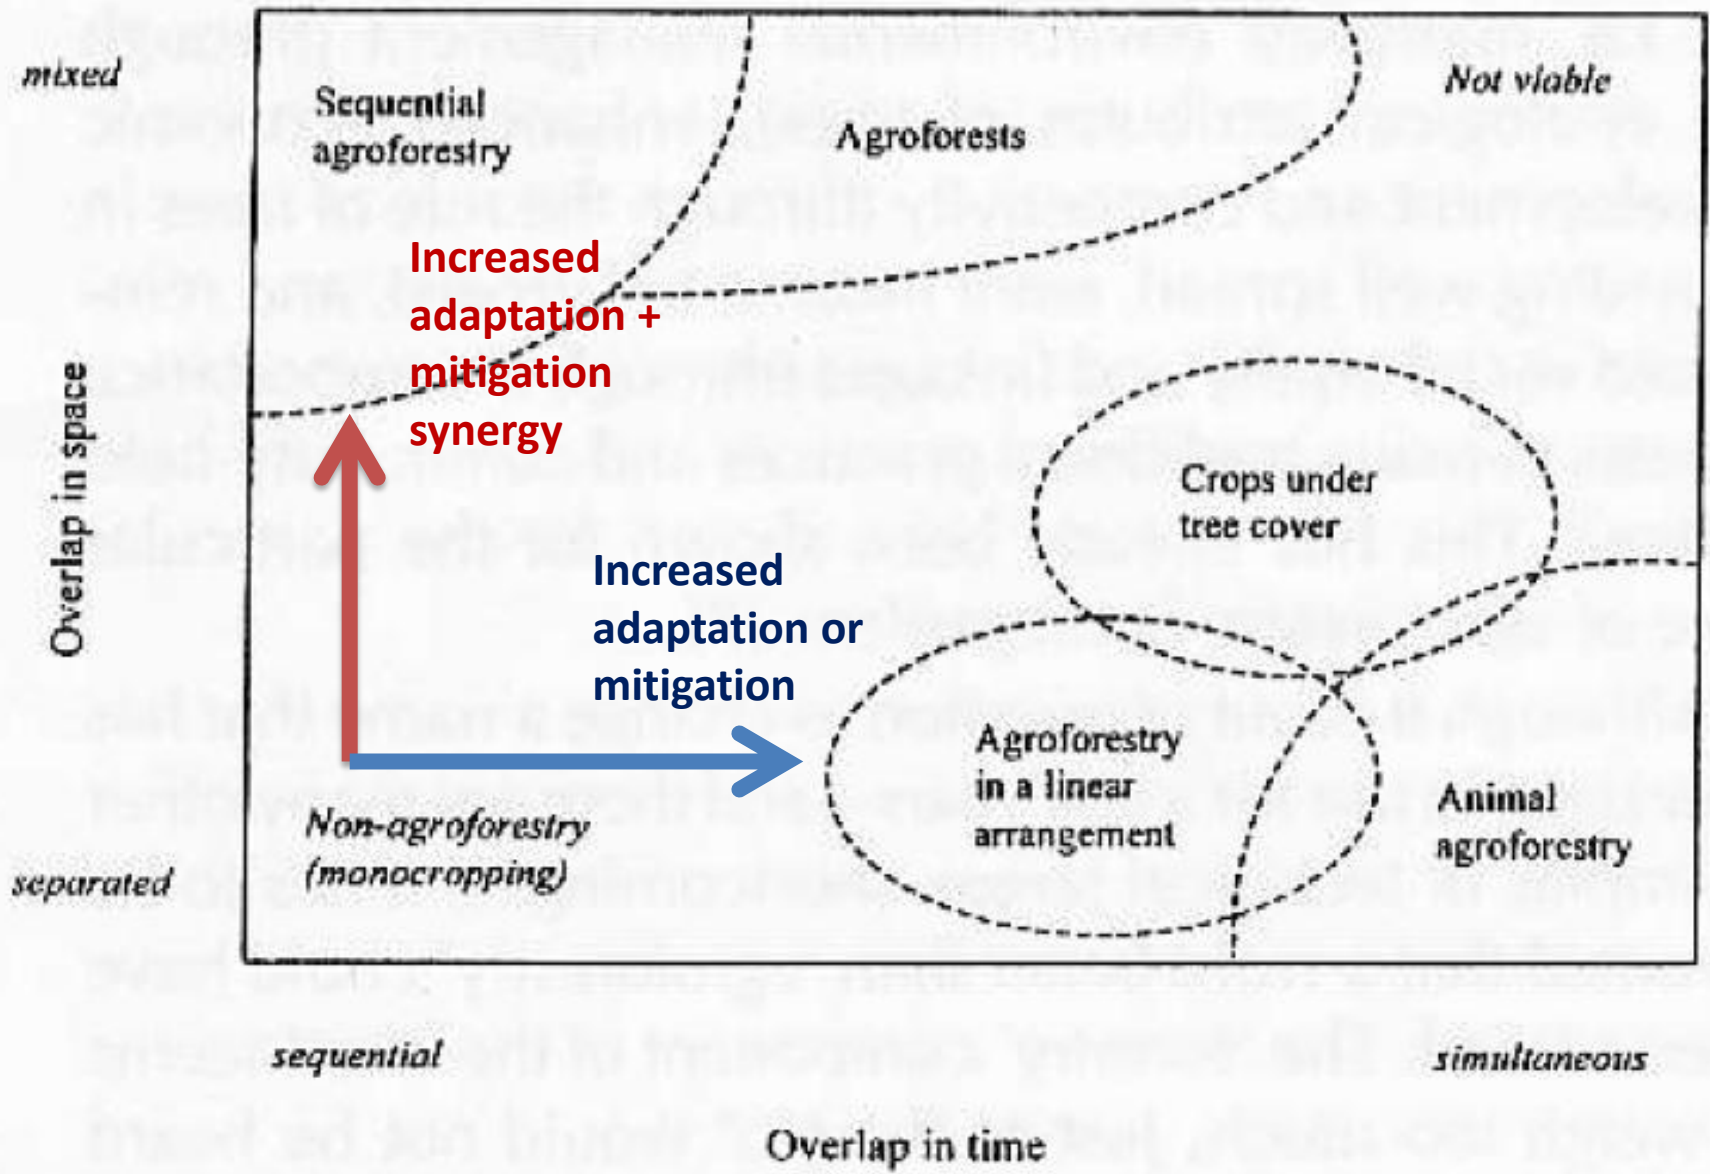 mixed
Sequential
agroforestry
Agroforests
Not viable
Increased
adaptation +
mitigation
synergy
Overlap in space
Crops under
tree cover
Increased
adaptation or
mitigation
Agroforestry
in a linear
arrangement
Animal
agroforestry
Non-agroforestry
(monocropping)
separated
sequential
simultaneous
Overlap in time